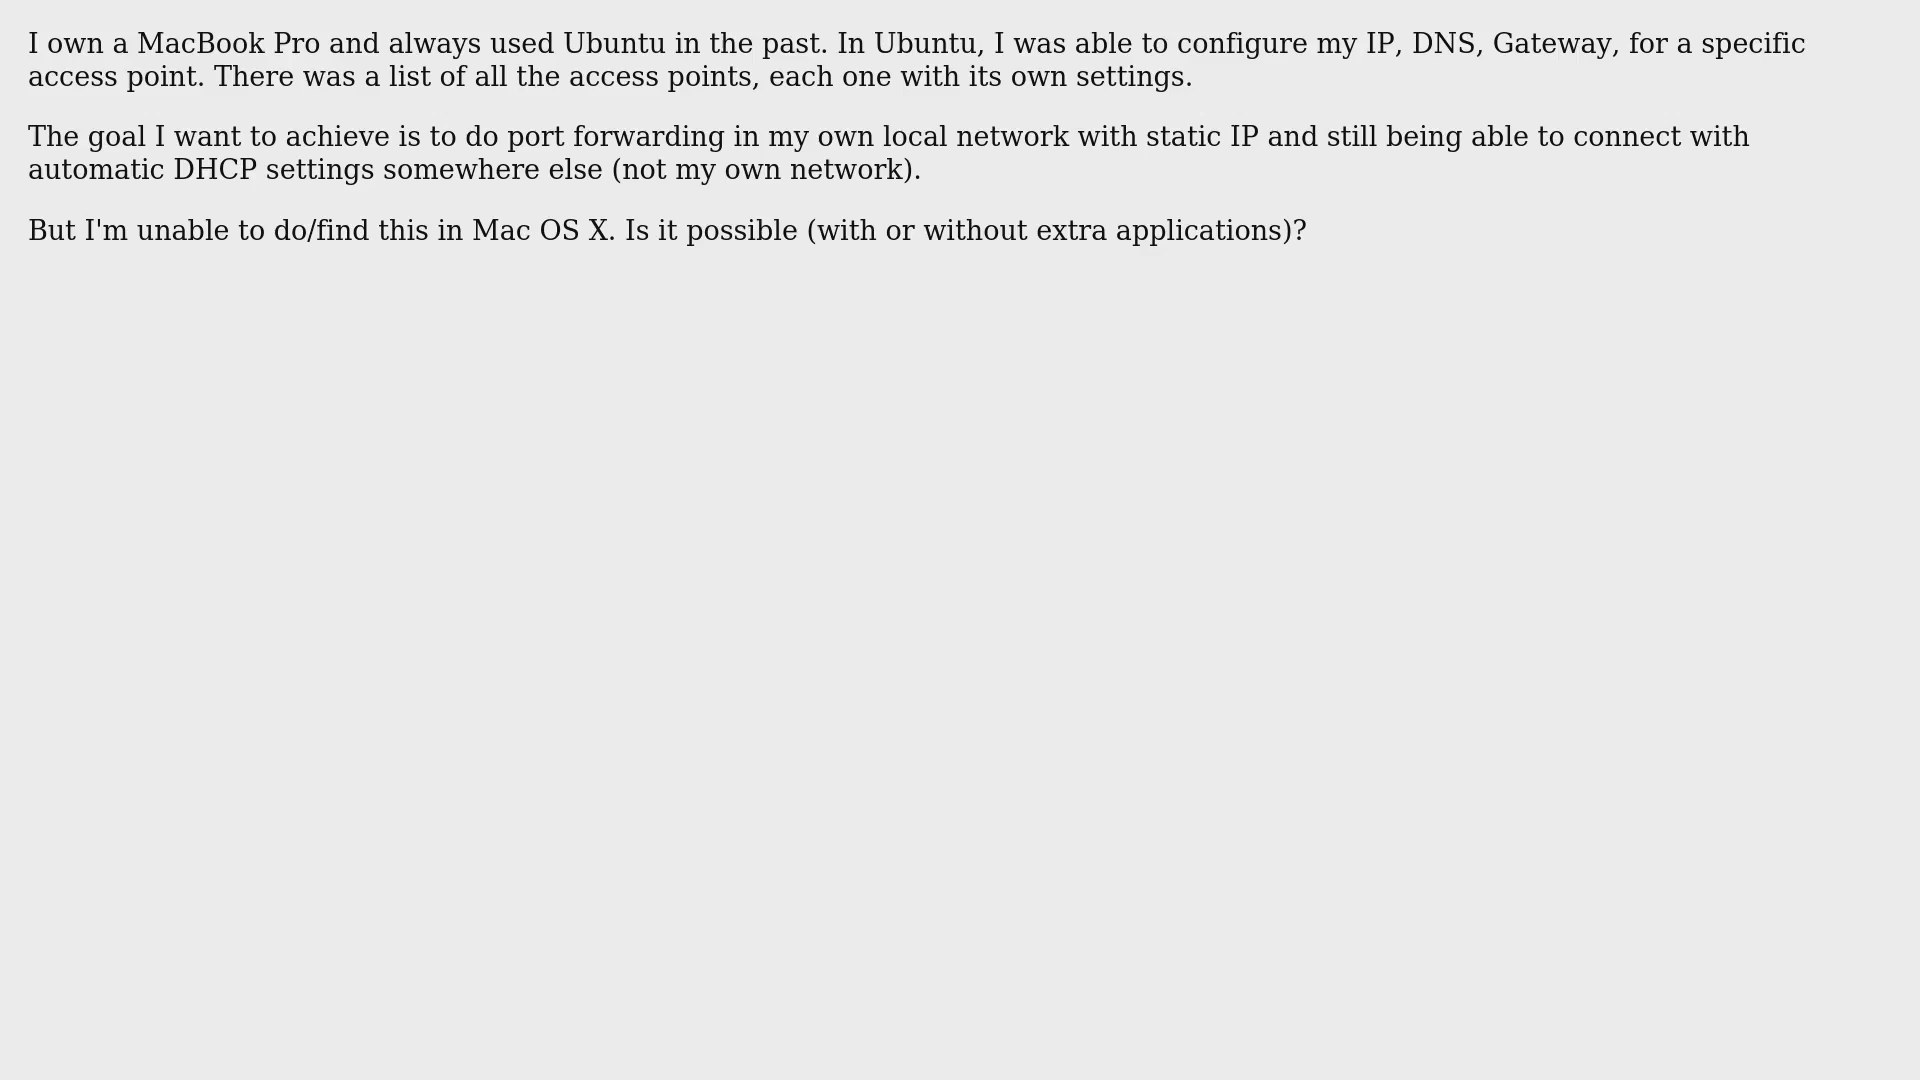 I own a MacBook Pro and always used Ubuntu in the past. In Ubuntu, I was able to configure my IP, DNS, Gateway, for a specific
access point. There was a list of all the access points, each one with its own settings.
The goal I want to achieve is to do port forwarding in my own local network with static IP and still being able to connect with
automatic DHCP settings somewhere else (not my own network).
But I'm unable to do/find this in Mac OS X. Is it possible (with or without extra applications)?